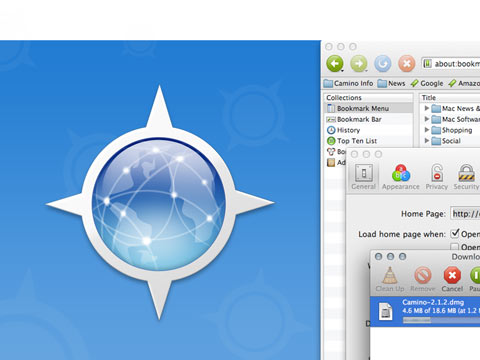 about:bookm
Camino Info
News
Google
Amazo
Collections
Title
Bookmark Menu
Mac News &
Bookmark Bar
Mac Softwar
History
Shopping
Top Ten List
Social
Boo
Ad
General
Appearance
Privacy
Security
Home Page:
http://
Load home page when:
Open
Open
Downlo
Clean Up
Remove
Cancel
Pau
Camino-2.1.2.dmg
4.6 MB of 18.6 MB (at 1.2